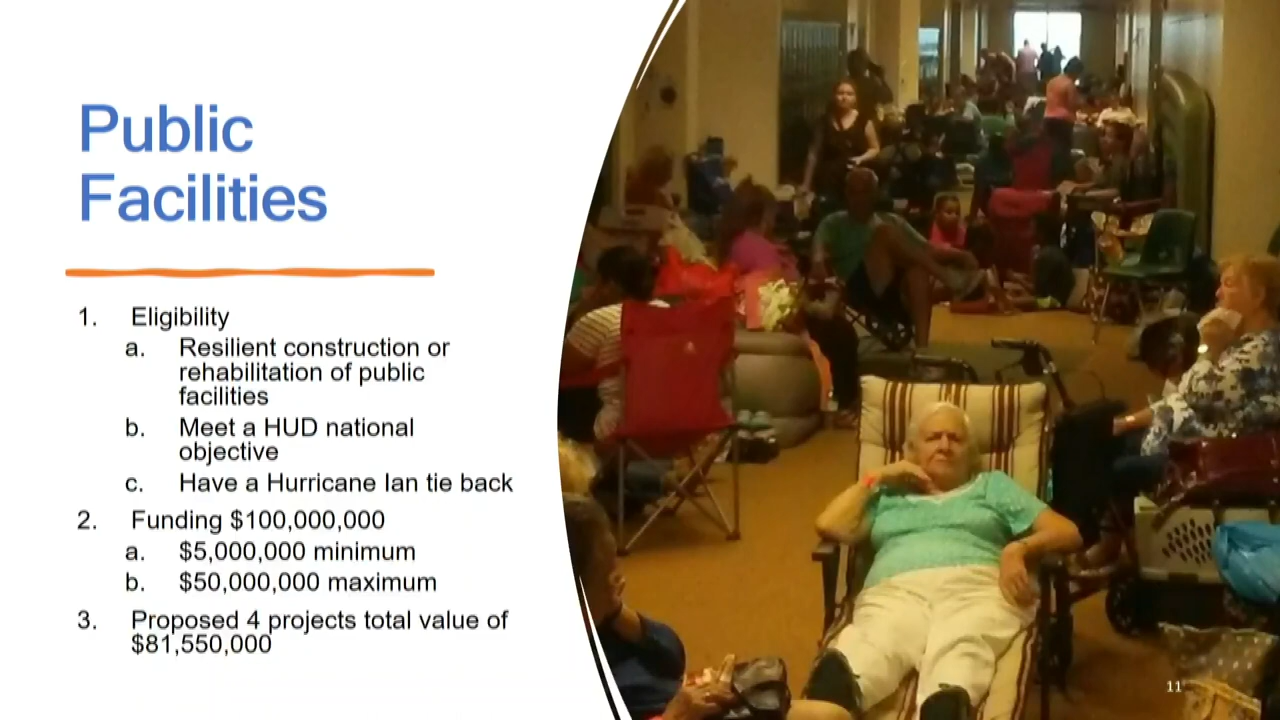 Public
Facilities
1. Eligibility
a. Resilient construction or
rehabilitation of public
facilities
b. Meet a HUD national
objective
c. Have a Hurricane Ian tie back
2. Funding $100,000,000
a. $5,000,000 minimum
b. $50,000,000 maximum
3. Proposed 4 projects total value of
$81,550,000
11